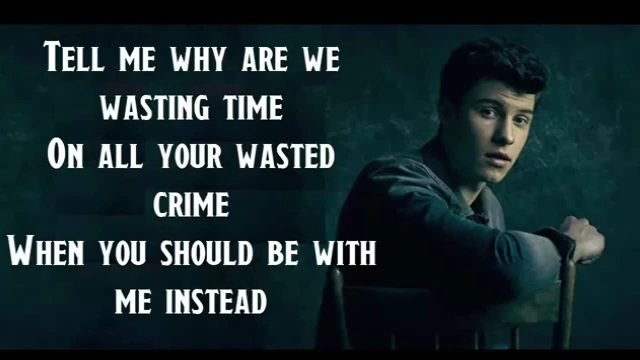 Tell me why are we
wasting time
On all your wasted
crime
When you should be with
me instead